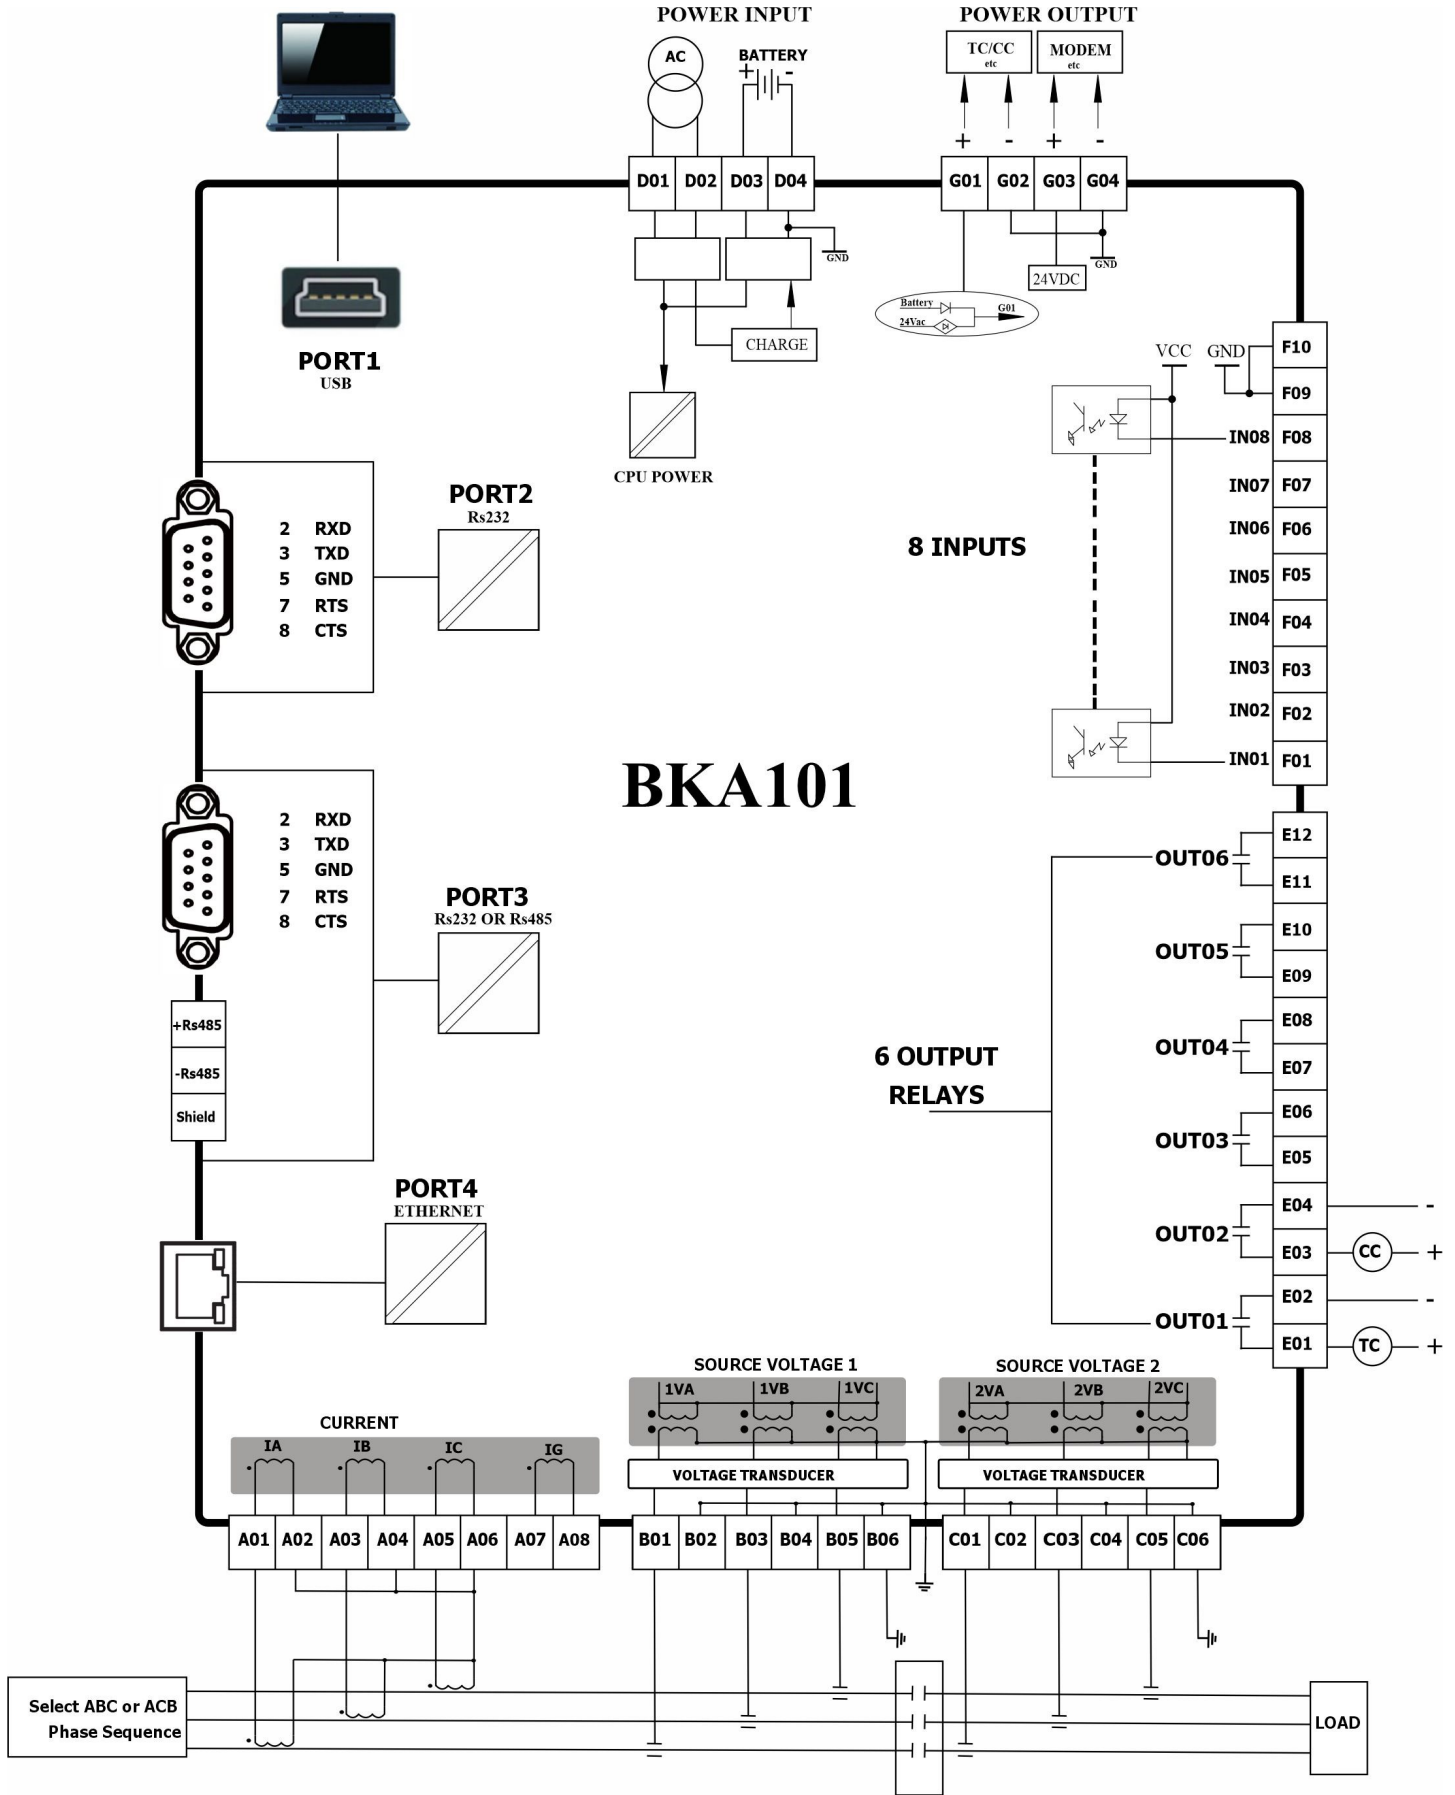 POWER INPUT
POWER OUTPUT
AC
BATTERY
+ -
TC/CC
etc
MODEM
etc
+ - + -
D01 D02 D03 D04
G01 G02 G03 G04
GND
GND
24VDC
Battery
24Vac
G01
CHARGE
CPU POWER
PORT1
USB
VCC GND
F10
F09
IN08 F08
IN07 F07
IN06 F06
IN05 F05
IN04 F04
IN03 F03
IN02 F02
IN01 F01
8 INPUTS
PORT2
Rs232
2 RXD
3 TXD
5 GND
7 RTS
8 CTS
BKA101
2 RXD
3 TXD
5 GND
7 RTS
8 CTS
PORT3
Rs232 OR Rs485
+Rs485
-Rs485
Shield
PORT4
ETHERNET
6 OUTPUT
RELAYS
E12
OUT06
E11
E10
OUT05
E09
E08
OUT04
E07
E06
OUT03
E05
E04 -
OUT02
E03 CC +
E02 -
OUT01
E01 TC +
SOURCE VOLTAGE 1
1VA 1VB 1VC
VOLTAGE TRANSDUCER
SOURCE VOLTAGE 2
2VA 2VB 2VC
VOLTAGE TRANSDUCER
CURRENT
IA IB IC IG
A01 A02 A03 A04 A05 A06 A07 A08
B01 B02 B03 B04 B05 B06
C01 C02 C03 C04 C05 C06
Select ABC or ACB
Phase Sequence
LOAD